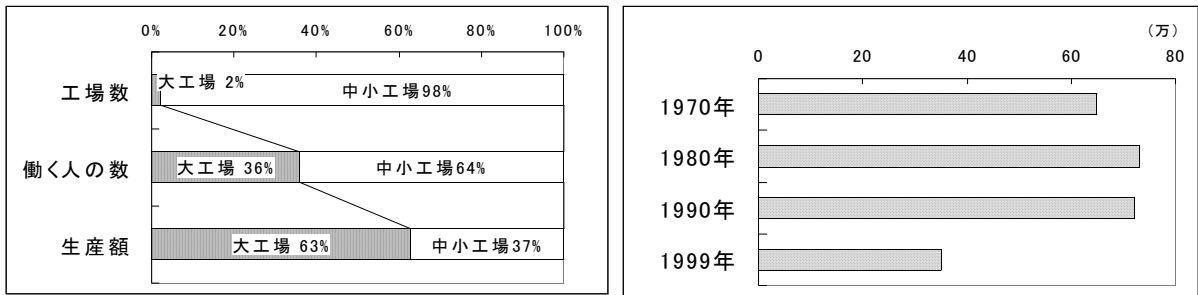 0% 20% 40% 60% 80% 100%
工場数 大工場 2% 中小工場98%
働く人の数 大工場 36% 中小工場64%
生産額 大工場 63% 中小工場37%
(万)
0 20 40 60 80
1970年
1980年
1990年
1999年